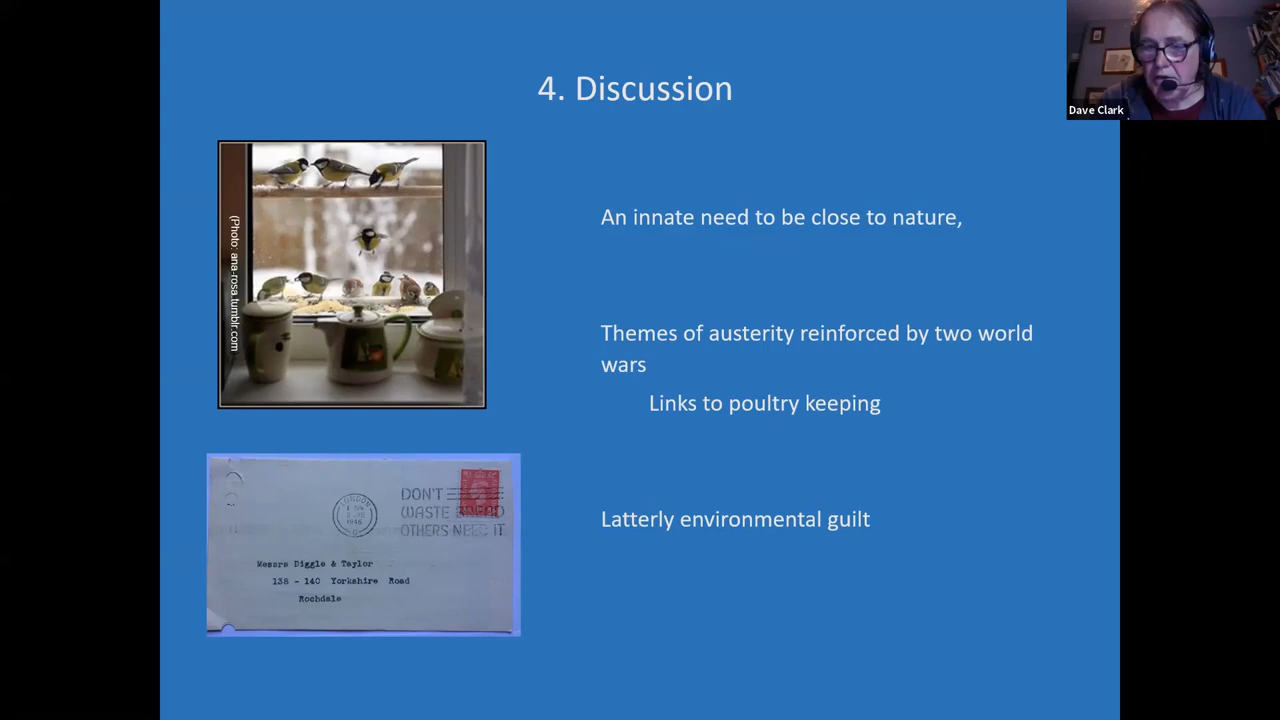 4. Discussion
Dave Clark
(Photo: ana-rosa.tumblr.com
An innate need to be close to nature,
Themes of austerity reinforced by two world
wars
Links to poultry keeping
Latterly environmental guilt
LONDON
1946
DON'T
WASTE BREAD
OTHERS NEED IT
Messrs Diggle & Taylor
138 - 140 Yorkshire Road
Rochdale